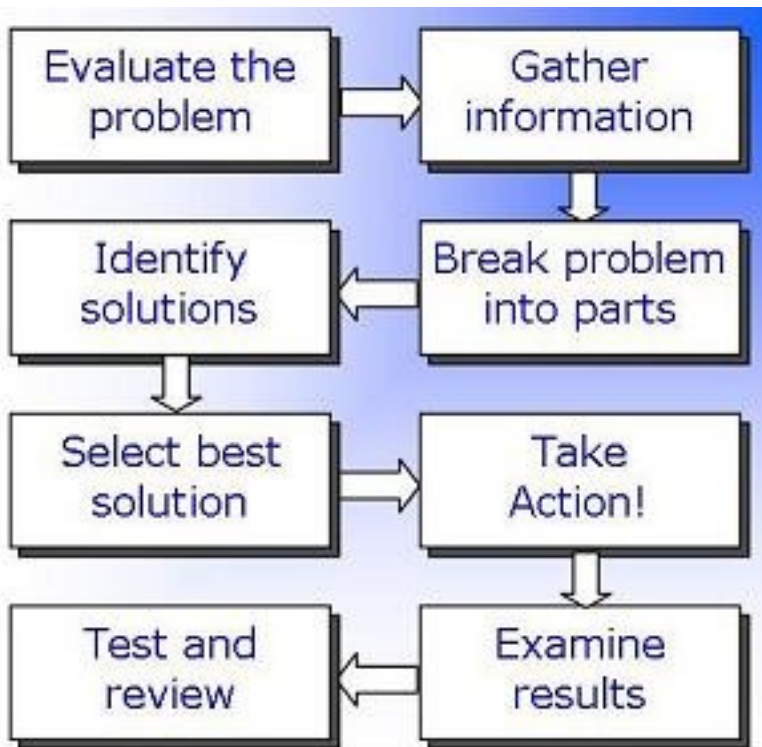 Evaluate the
problem
Gather
information
Break problem
into parts
Identify
solutions
Select best
solution
Take
Action!
Examine
results
Test and
review